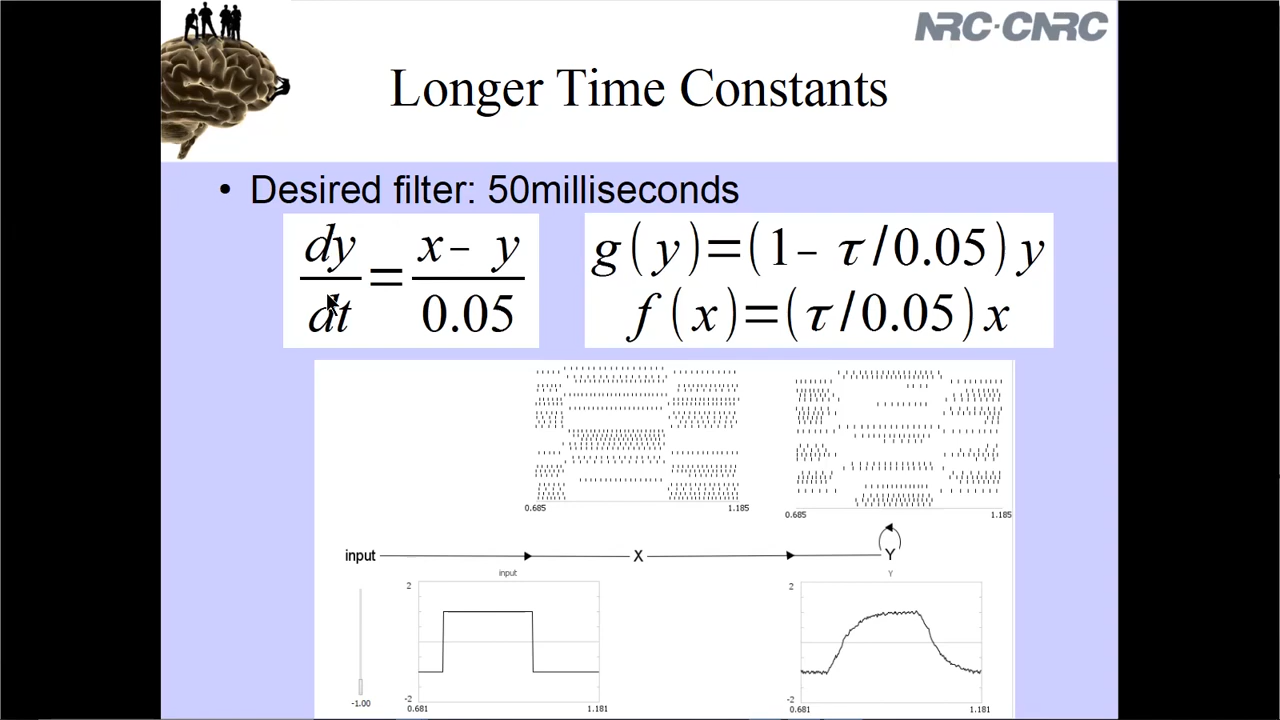 NRC·CNRC
Longer Time Constants
• Desired filter: 50milliseconds
dy/dt = (x - y)/0.05
g(y)=(1 - τ/0.05)y
f(x)=(τ/0.05)x
0.685 1.185
0.685 1.185
input X Y
input Y
2 2
-1.00
-2 -2
0.681 1.181
0.681 1.181